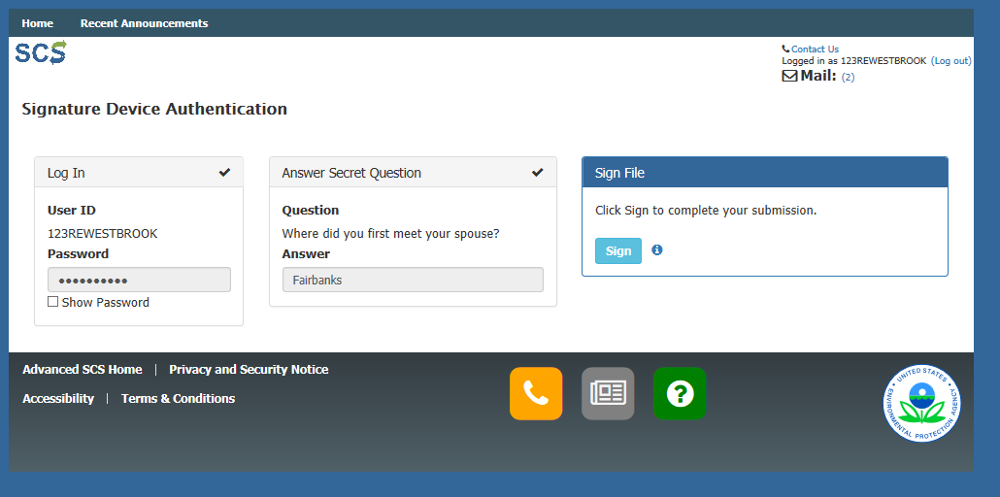 Home Recent Announcements
SCS
Contact Us
Logged in as 123REWESTBROOK (Log out)
Mail: (2)
Signature Device Authentication
Log In
User ID
123REWESTBROOK
Password
••••••••••
Show Password
Answer Secret Question
Question
Where did you first meet your spouse?
Answer
Fairbanks
Sign File
Click Sign to complete your submission.
Sign
Advanced SCS Home | Privacy and Security Notice
Accessibility | Terms & Conditions
UNITED STATES
ENVIRONMENTAL PROTECTION AGENCY